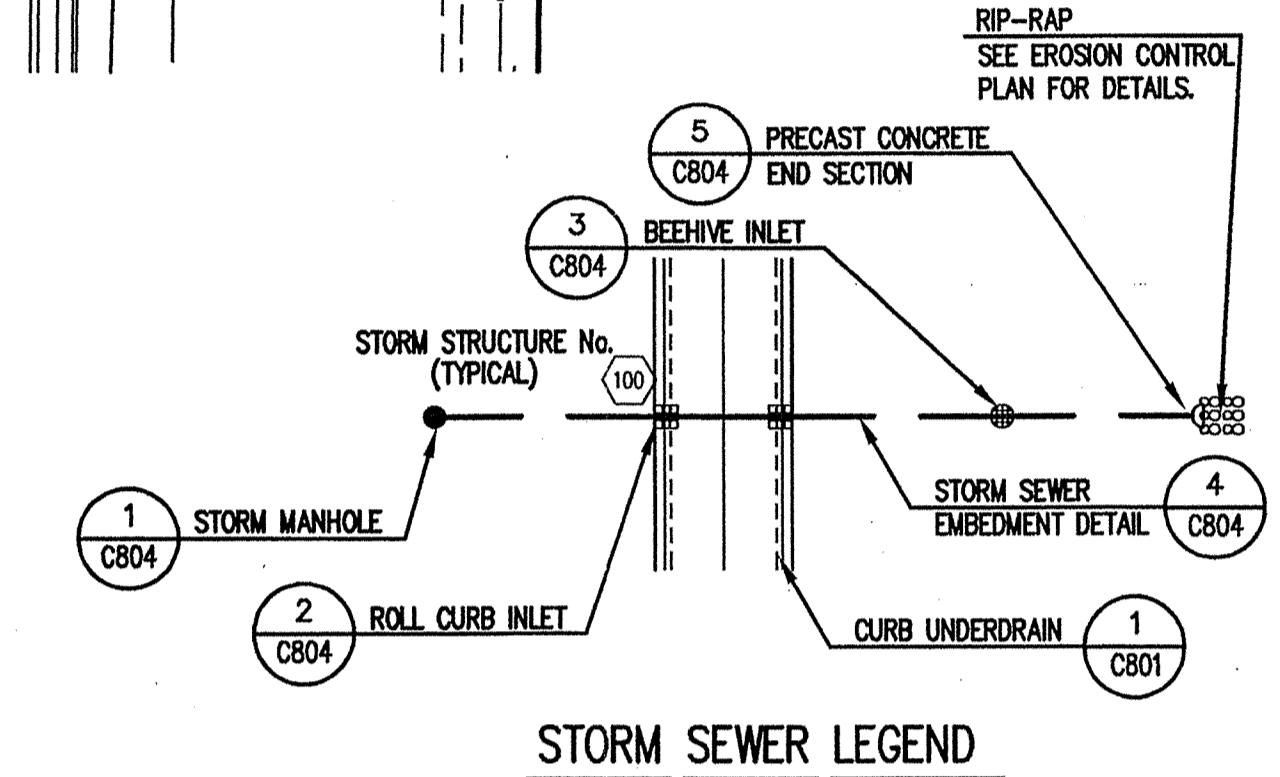 RIP-RAP
SEE EROSION CONTROL
PLAN FOR DETAILS.
5
C804
PRECAST CONCRETE
END SECTION
3
C804
BEEHIVE INLET
STORM STRUCTURE No.
(TYPICAL)
100
1
C804
STORM MANHOLE
STORM SEWER
EMBEDMENT DETAIL
4
C804
2
C804
ROLL CURB INLET
CURB UNDERDRAIN
1
C801
STORM SEWER LEGEND